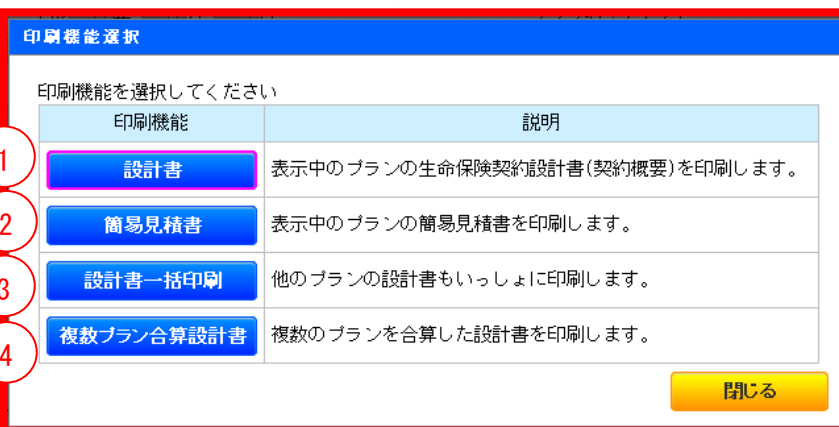 印刷機能選択
印刷機能を選択してください
印刷機能 説明
1 設計書 表示中のプランの生命保険契約設計書(契約概要)を印刷します。
2 簡易見積書 表示中のプランの簡易見積書を印刷します。
3 設計書一括印刷 他のプランの設計書もいっしょに印刷します。
4 複数プラン合算設計書 複数のプランを合算した設計書を印刷します。
閉じる